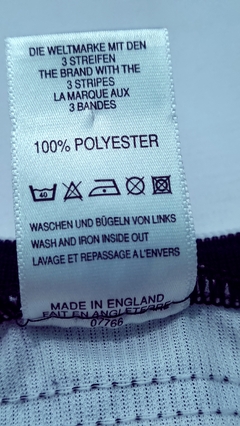 DIE WELTMARKE MIT DEN
3 STREIFEN
THE BRAND WITH THE
3 STRIPES
LA MARQUE AUX
3 BANDES
100% POLYESTER
40
WASCHEN UND BÜGELN VON LINKS
WASH AND IRON INSIDE OUT
LAVAGE ET REPASSAGE A L'ENVERS
MADE IN ENGLAND
FAIT EN ANGLETERRE
07766